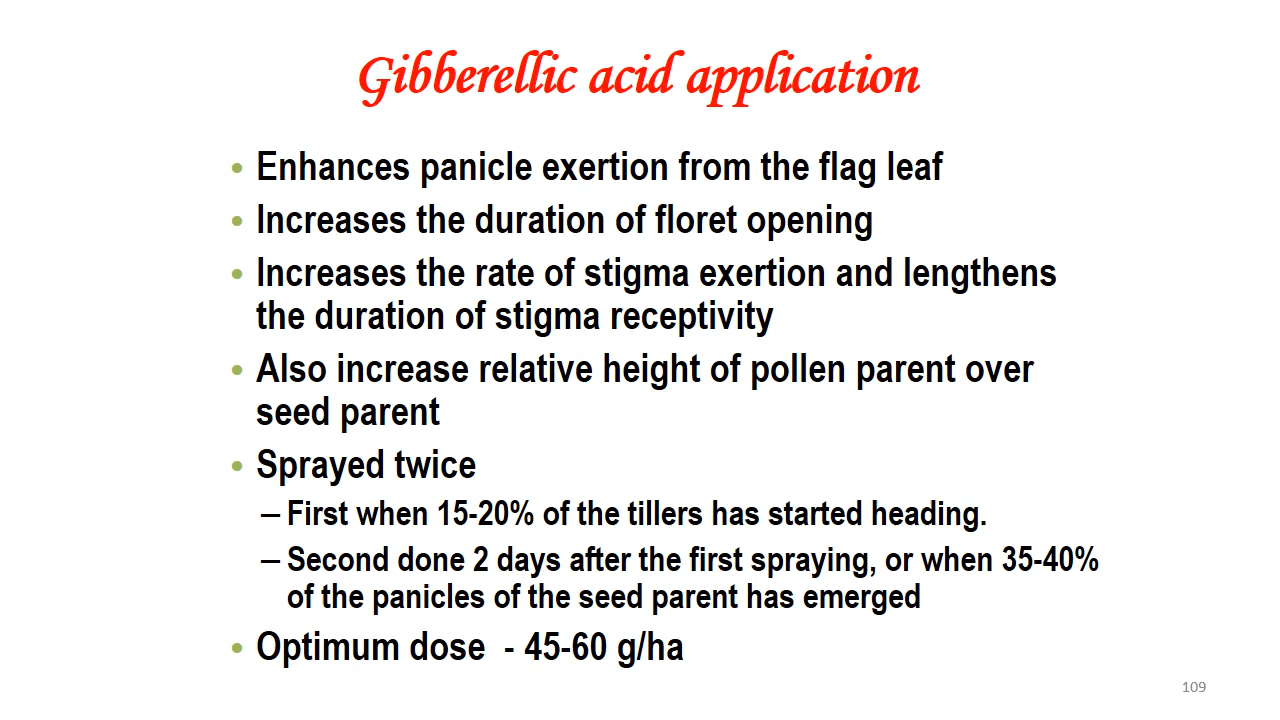 Gibberellic acid application
• Enhances panicle exertion from the flag leaf
• Increases the duration of floret opening
• Increases the rate of stigma exertion and lengthens
the duration of stigma receptivity
• Also increase relative height of pollen parent over
seed parent
• Sprayed twice
– First when 15-20% of the tillers has started heading.
– Second done 2 days after the first spraying, or when 35-40%
of the panicles of the seed parent has emerged
• Optimum dose - 45-60 g/ha
109